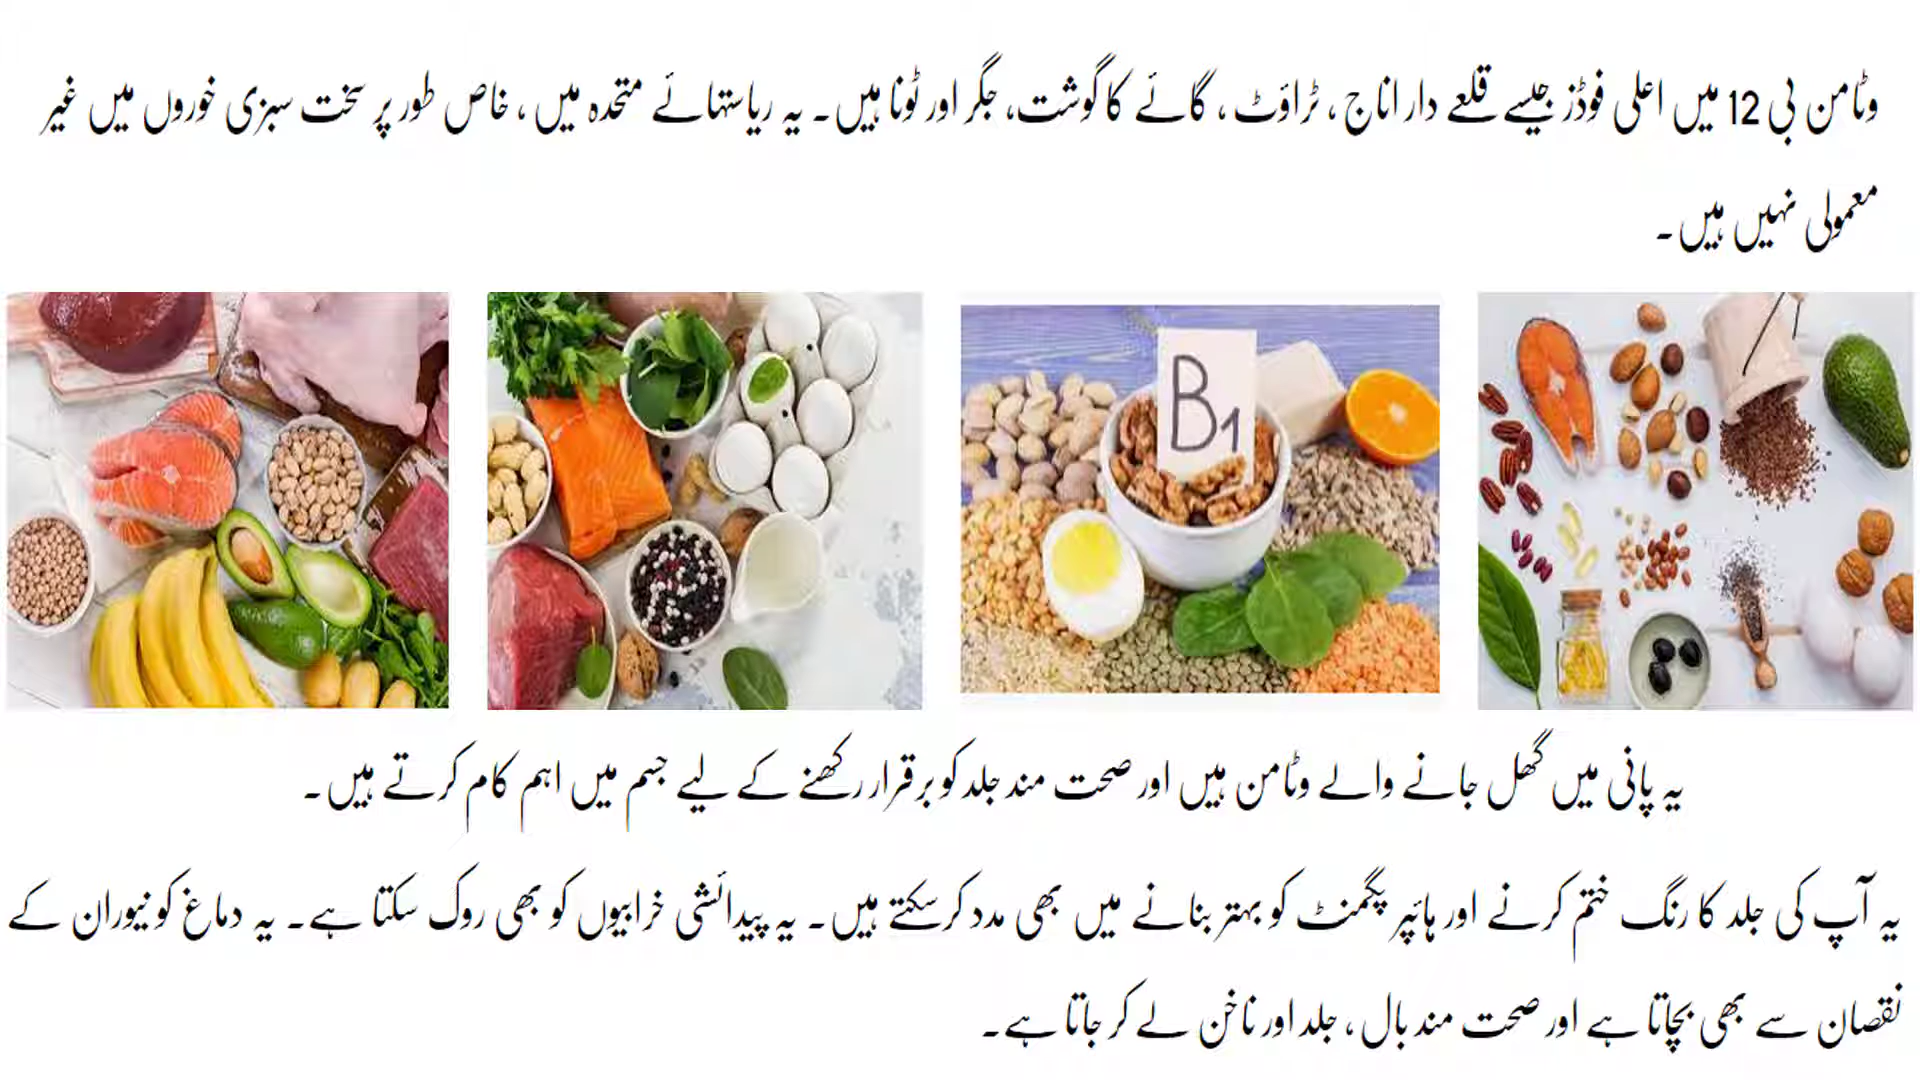 وٹامن بی 12 میں اعلی فوڈز جیسے قلعے دار اناج ، ٹراؤٹ ، گائے کا گوشت، جگر اور ٹونا ہیں۔ یہ ریاستہائے متحدہ میں ، خاص طور پر سخت سبزی خوروں میں غیر
معمولی نہیں ہیں۔
B1
یہ پانی میں گھل جانے والے وٹامن ہیں اور صحت مند جلد کو برقرار رکھنے کے لیے جسم میں اہم کام کرتے ہیں۔
یہ آپ کی جلد کا رنگ ختم کرنے اور ہائپر پگمنٹ کو بہتر بنانے میں بھی مدد کرسکتے ہیں۔ یہ پیدائشی خرابیوں کو بھی روک سکتا ہے۔ یہ دماغ کو نیوران کے
نقصان سے بھی بچاتا ہے اور صحت مند بال ، جلد اور ناخن لے کر جاتا ہے۔